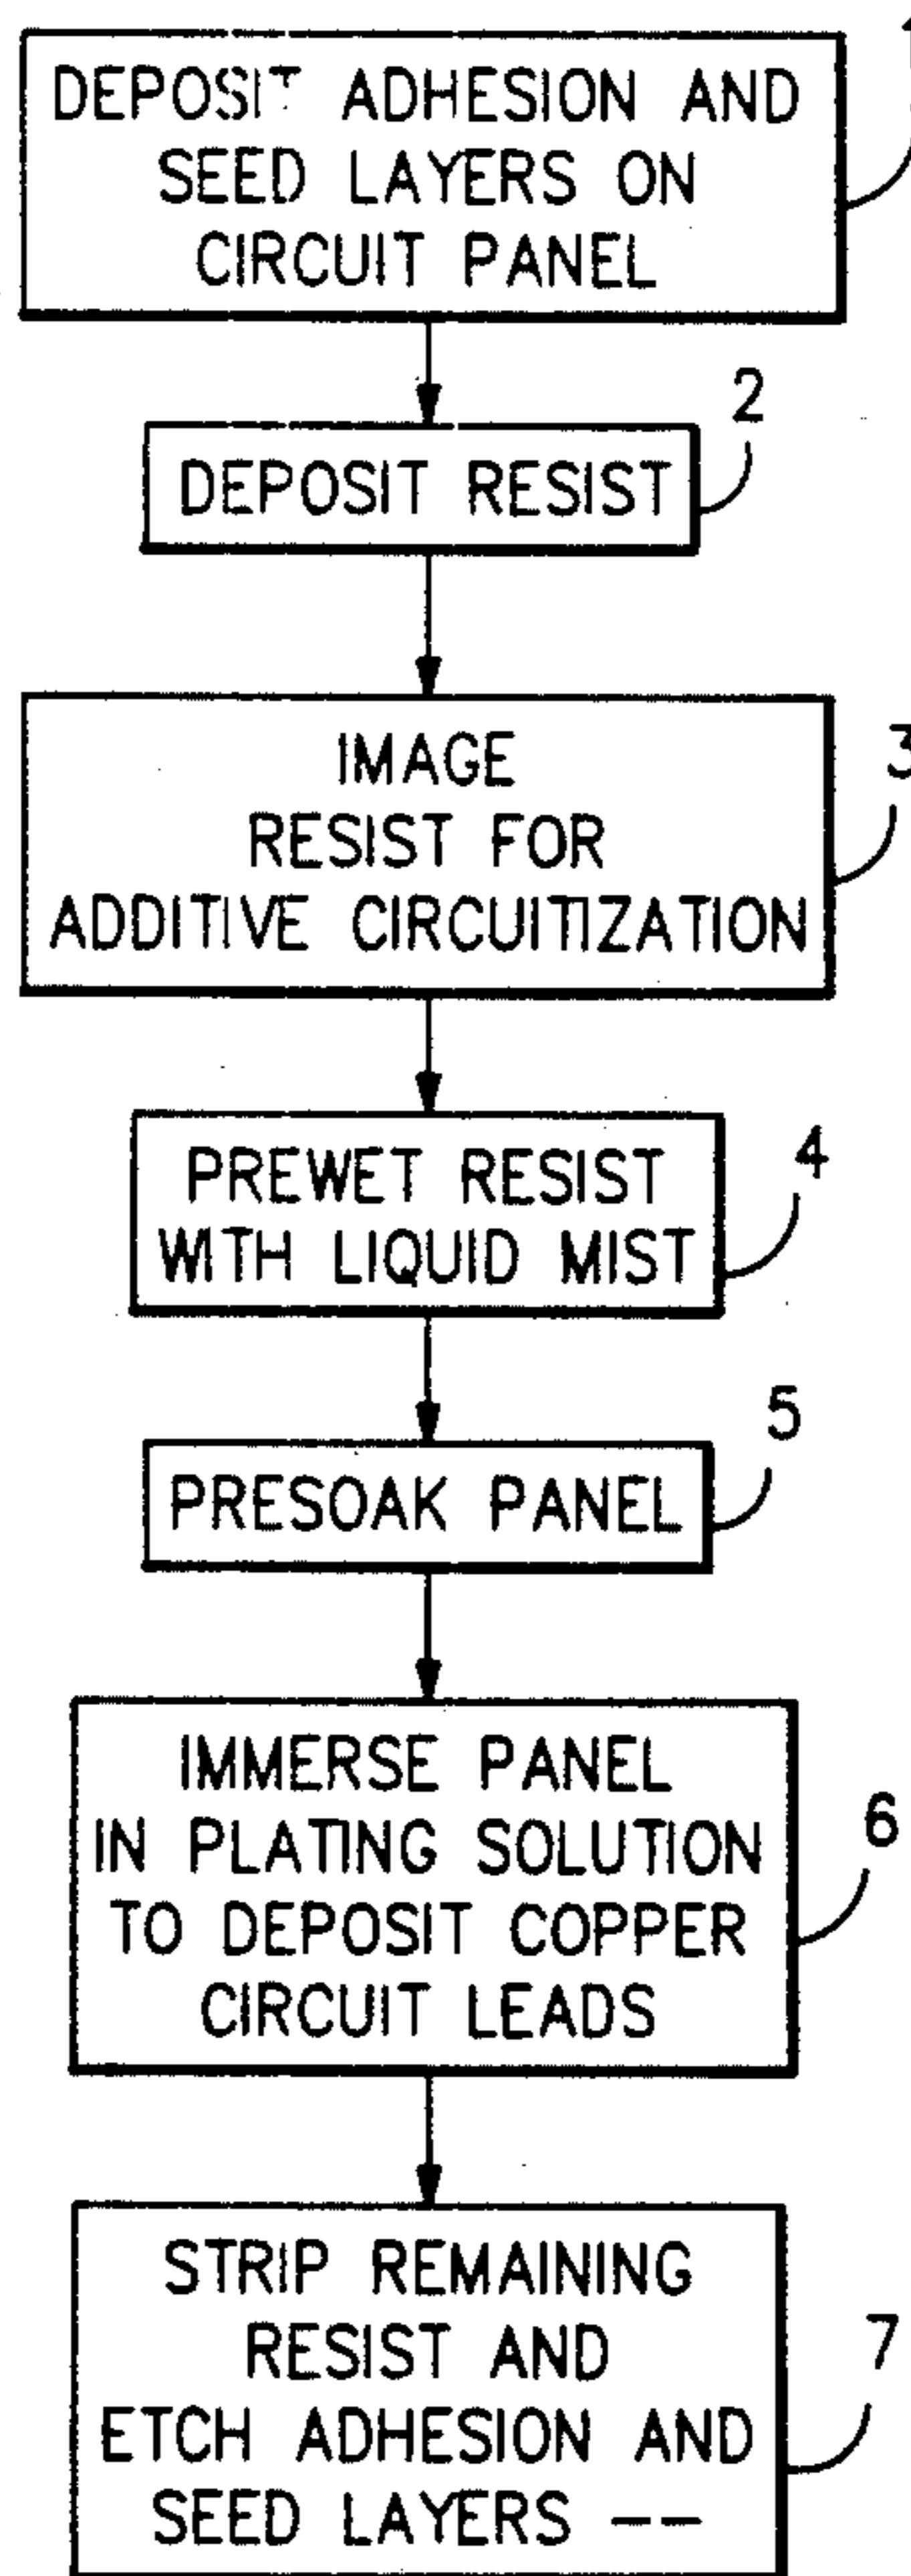 1
DEPOSIT ADHESION AND
SEED LAYERS ON
CIRCUIT PANEL
2
DEPOSIT RESIST
3
IMAGE
RESIST FOR
ADDITIVE CIRCUITIZATION
4
PREWET RESIST
WITH LIQUID MIST
5
PRESOAK PANEL
6
IMMERSE PANEL
IN PLATING SOLUTION
TO DEPOSIT COPPER
CIRCUIT LEADS
7
STRIP REMAINING
RESIST AND
ETCH ADHESION AND
SEED LAYERS --